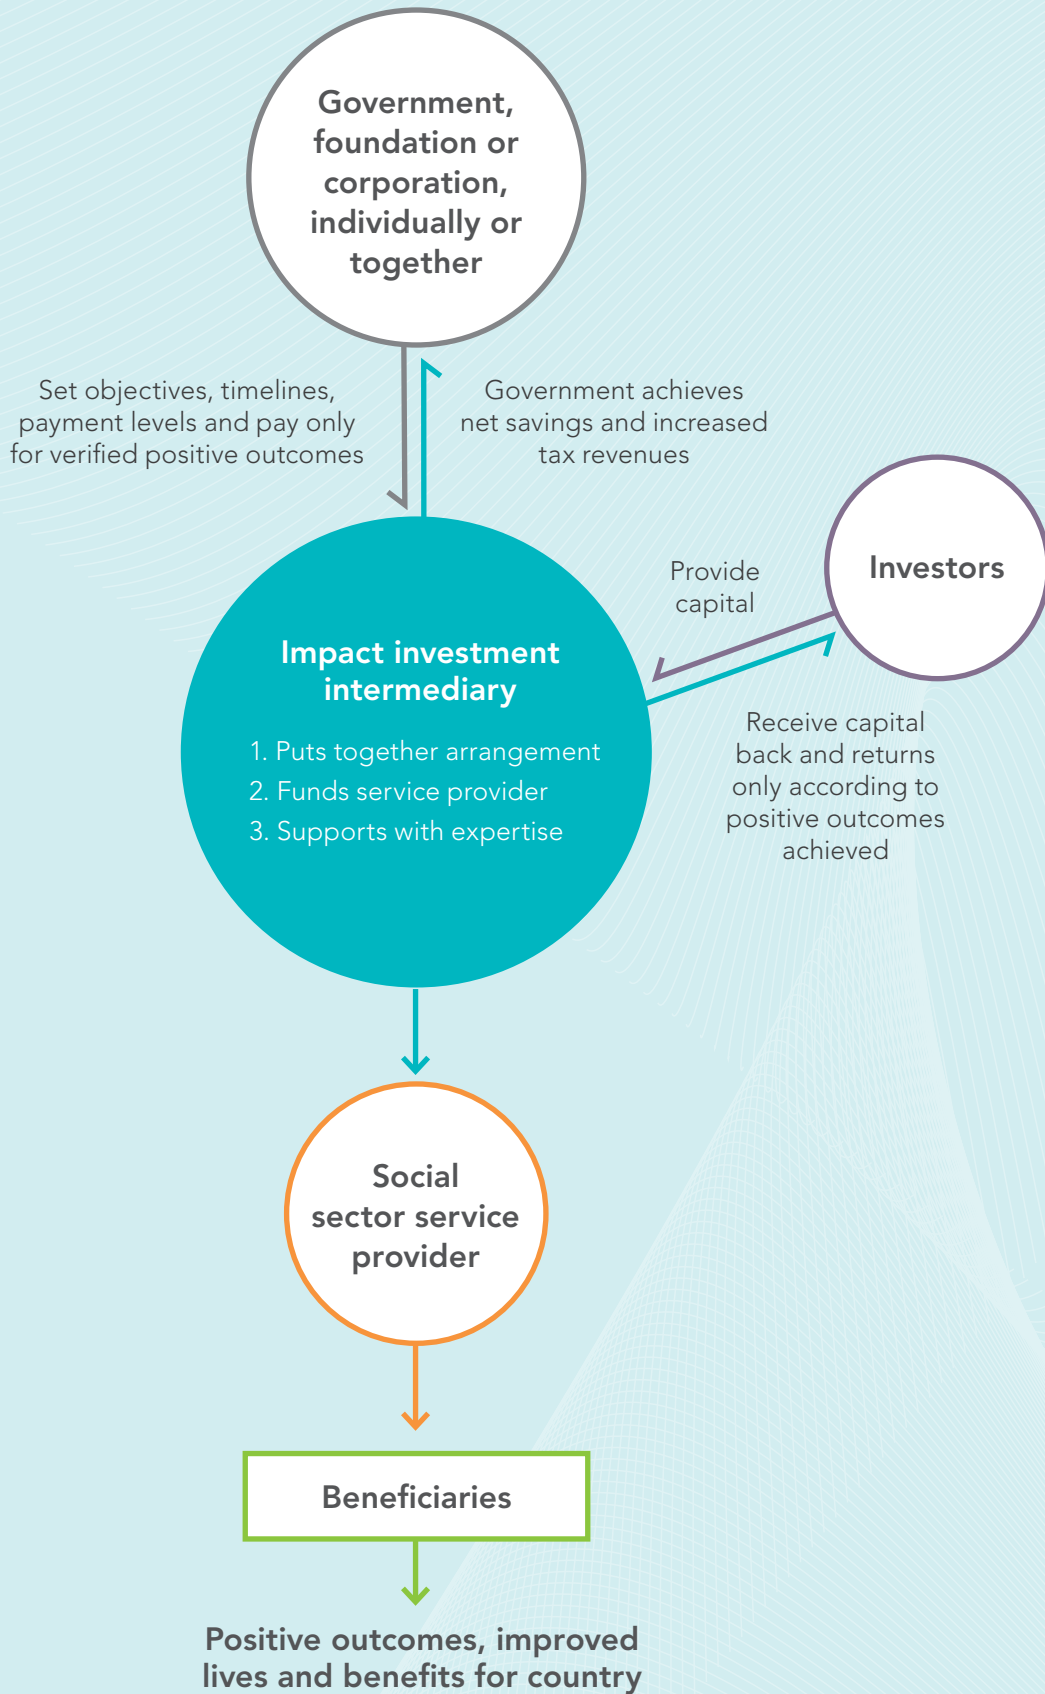 Government,
foundation or
corporation,
individually or
together
Set objectives, timelines,
payment levels and pay only
for verified positive outcomes
Government achieves
net savings and increased
tax revenues
Investors
Provide
capital
Receive capital
back and returns
only according to
positive outcomes
achieved
Impact investment
intermediary
1. Puts together arrangement
2. Funds service provider
3. Supports with expertise
Social
sector service
provider
Beneficiaries
Positive outcomes, improved
lives and benefits for country